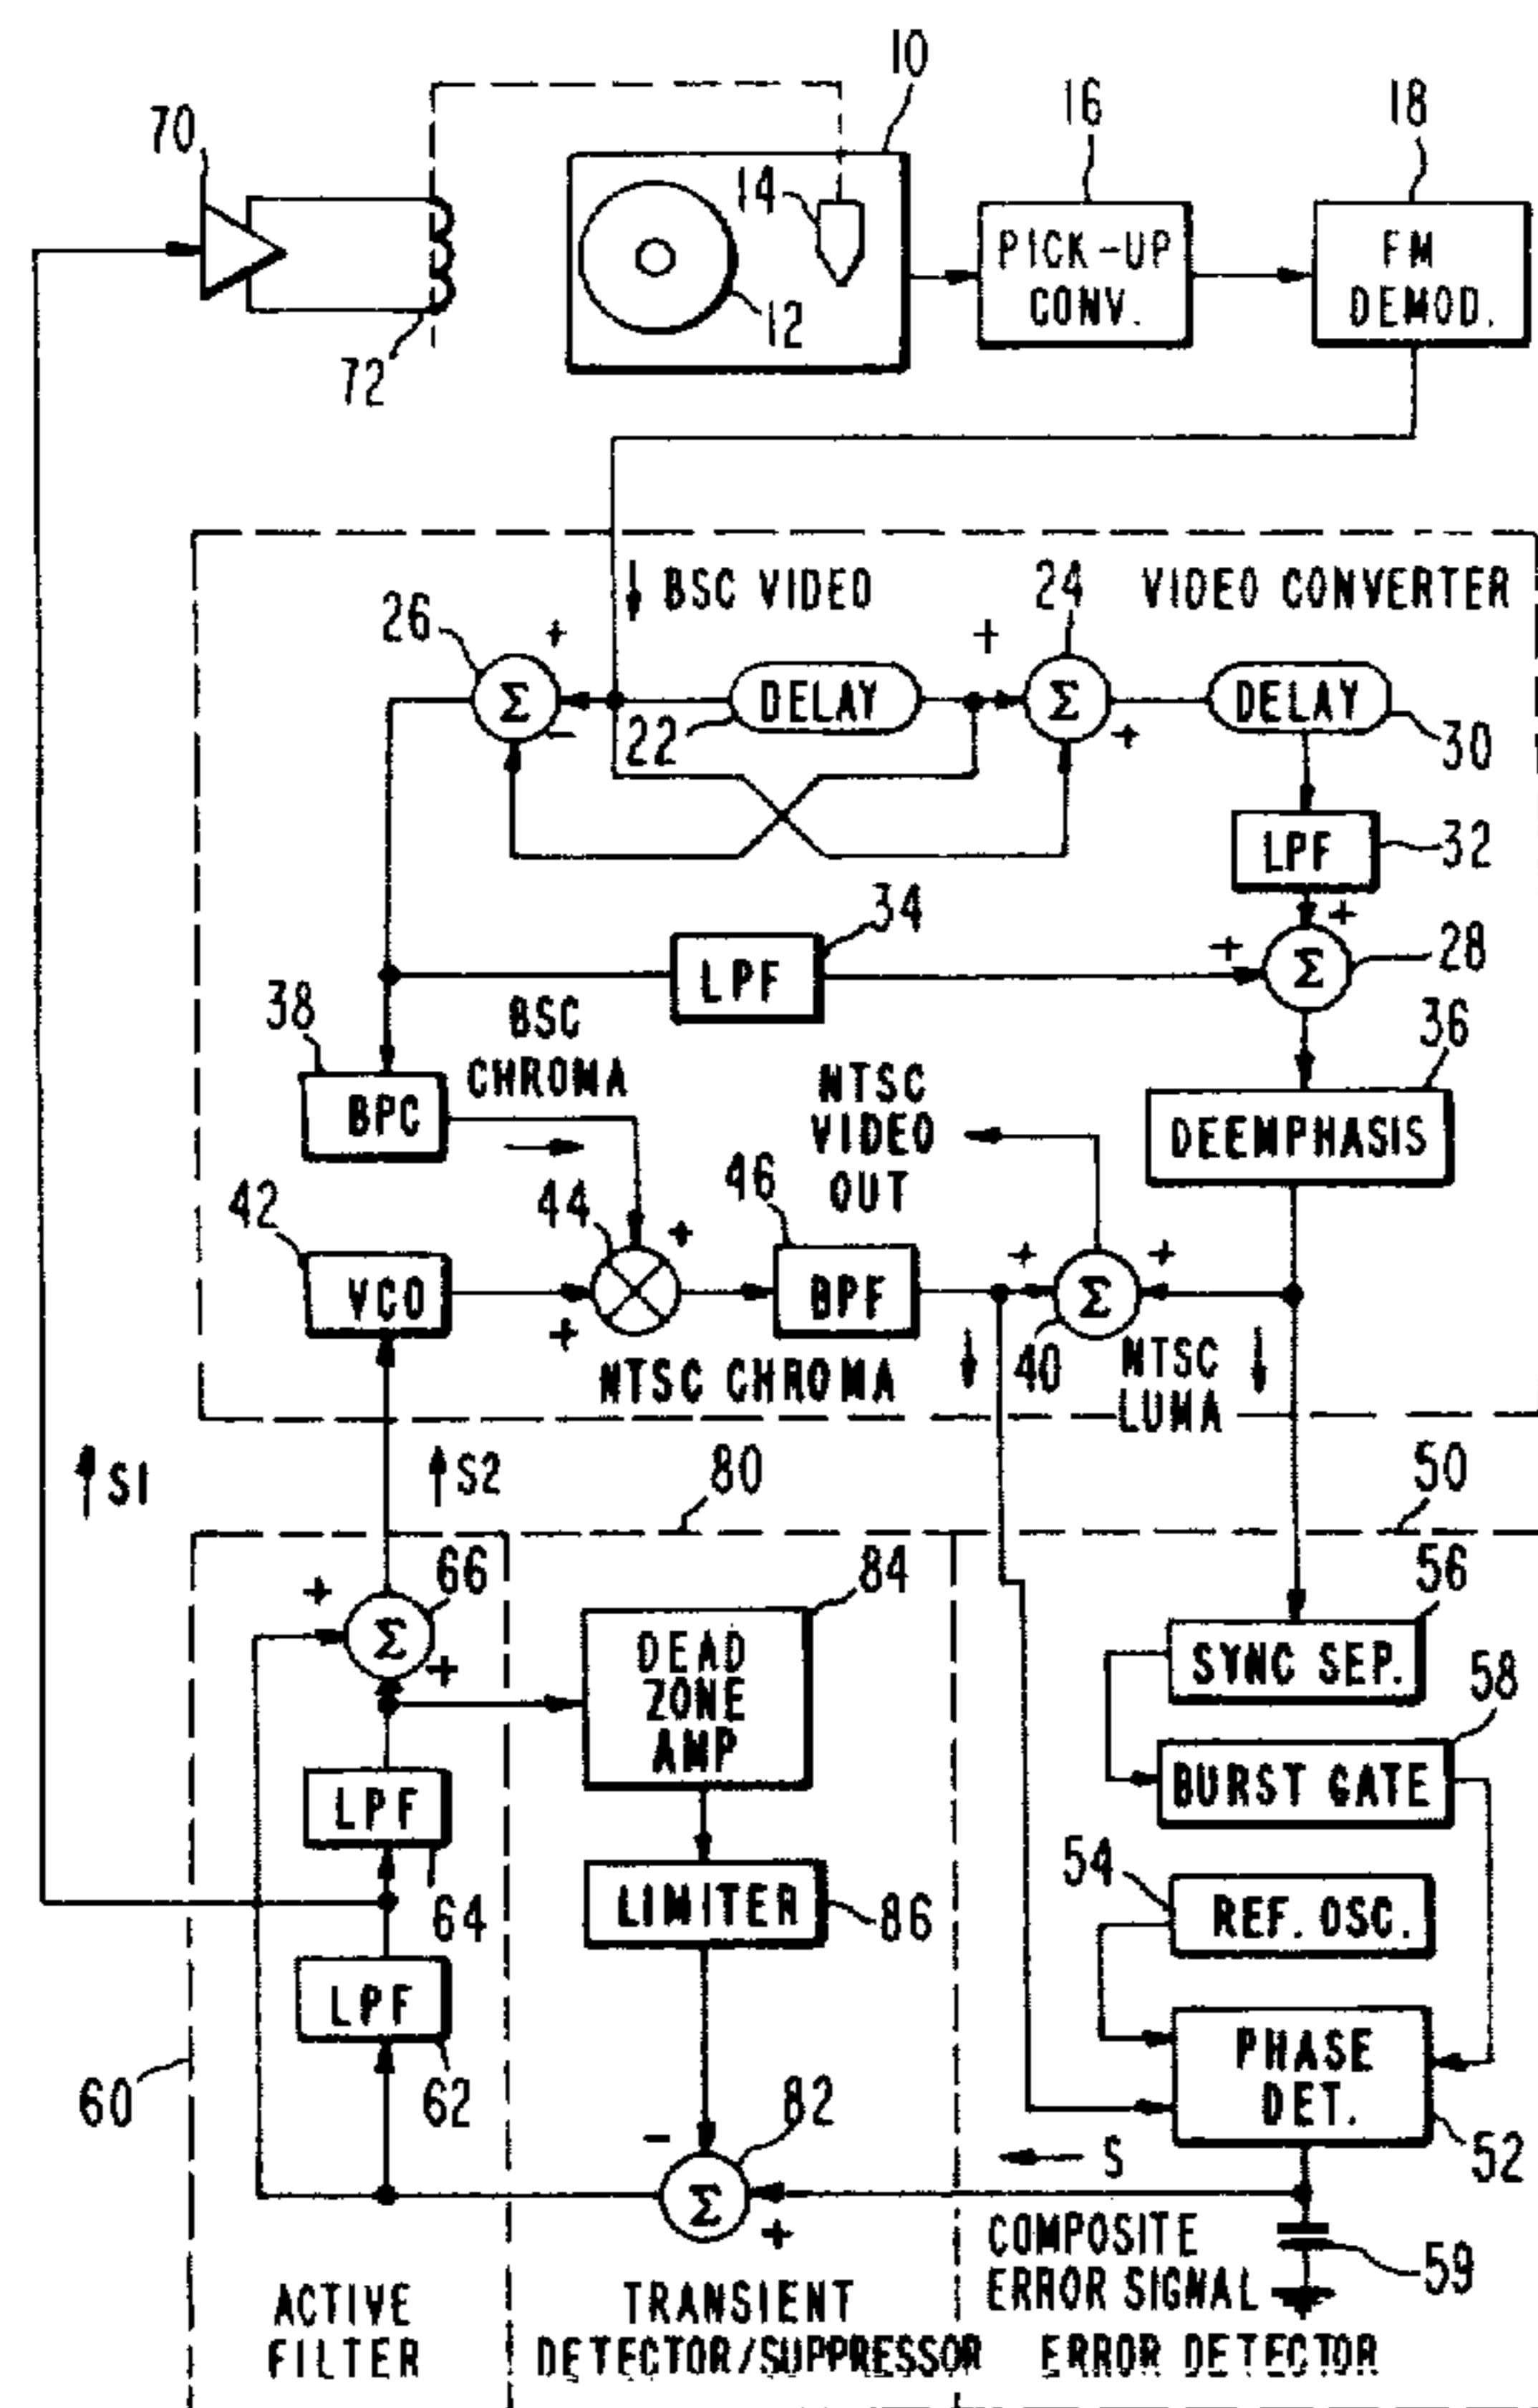 10
70
16
18
14
PICK-UP
CONV.
FM
DEMOD.
12
72
BSC VIDEO
24
VIDEO CONVERTER
26
+
+
Σ
DELAY
Σ
DELAY
−
22
+
30
LPF
32
34
+
+
LPF
Σ
28
38
BSC
CHROMA
36
NTSC
VIDEO
OUT
BPC
DEEMPHASIS
42
44
46
+
+
+
VCO
BPF
Σ
+
NTSC CHROMA
40
NTSC
LUMA
S1
S2
80
50
+
66
84
56
Σ
+
DEAD
ZONE
AMP
SYNC SEP.
58
LPF
BURST GATE
54
64
LIMITER
86
REF. OSC.
LPF
PHASE
DET.
60
62
82
−
S
52
Σ
+
COMPOSITE
ERROR SIGNAL
59
ACTIVE
FILTER
TRANSIENT
DETECTOR/SUPPRESSOR
ERROR DETECTOR